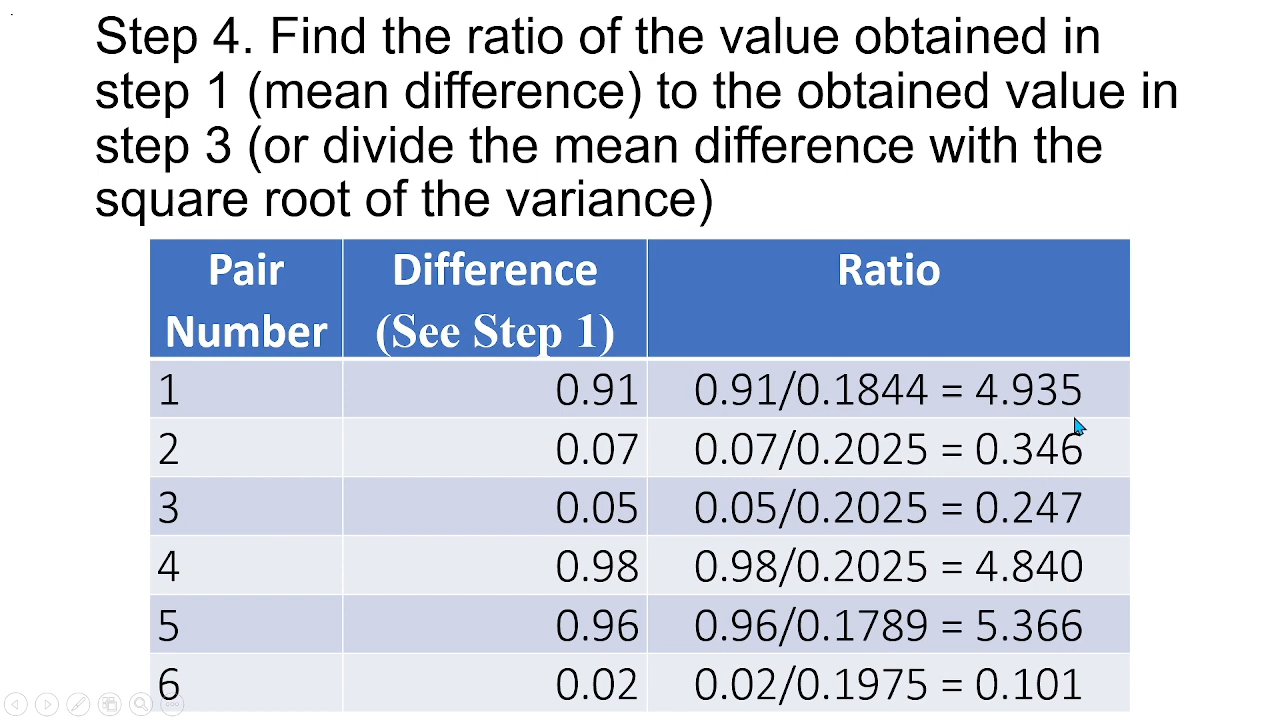 Step 4. Find the ratio of the value obtained in
step 1 (mean difference) to the obtained value in
step 3 (or divide the mean difference with the
square root of the variance)
Pair Number Difference (See Step 1) Ratio
1 0.91 0.91/0.1844 = 4.935
2 0.07 0.07/0.2025 = 0.346
3 0.05 0.05/0.2025 = 0.247
4 0.98 0.98/0.2025 = 4.840
5 0.96 0.96/0.1789 = 5.366
6 0.02 0.02/0.1975 = 0.101